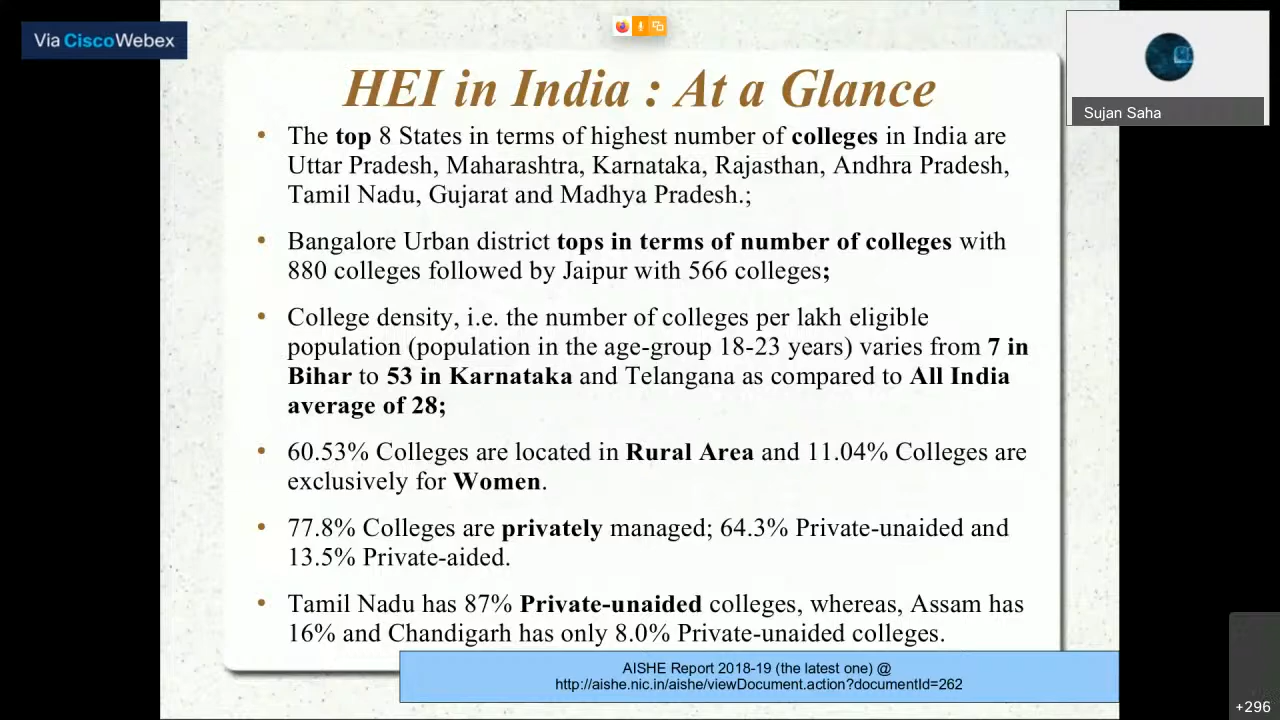 Via CiscoWebex
Sujan Saha
HEI in India : At a Glance
• The top 8 States in terms of highest number of colleges in India are
Uttar Pradesh, Maharashtra, Karnataka, Rajasthan, Andhra Pradesh,
Tamil Nadu, Gujarat and Madhya Pradesh.;
• Bangalore Urban district tops in terms of number of colleges with
880 colleges followed by Jaipur with 566 colleges;
• College density, i.e. the number of colleges per lakh eligible
population (population in the age-group 18-23 years) varies from 7 in
Bihar to 53 in Karnataka and Telangana as compared to All India
average of 28;
• 60.53% Colleges are located in Rural Area and 11.04% Colleges are
exclusively for Women.
• 77.8% Colleges are privately managed; 64.3% Private-unaided and
13.5% Private-aided.
• Tamil Nadu has 87% Private-unaided colleges, whereas, Assam has
16% and Chandigarh has only 8.0% Private-unaided colleges.
AISHE Report 2018-19 (the latest one) @
http://aishe.nic.in/aishe/viewDocument.action?documentId=262
+296